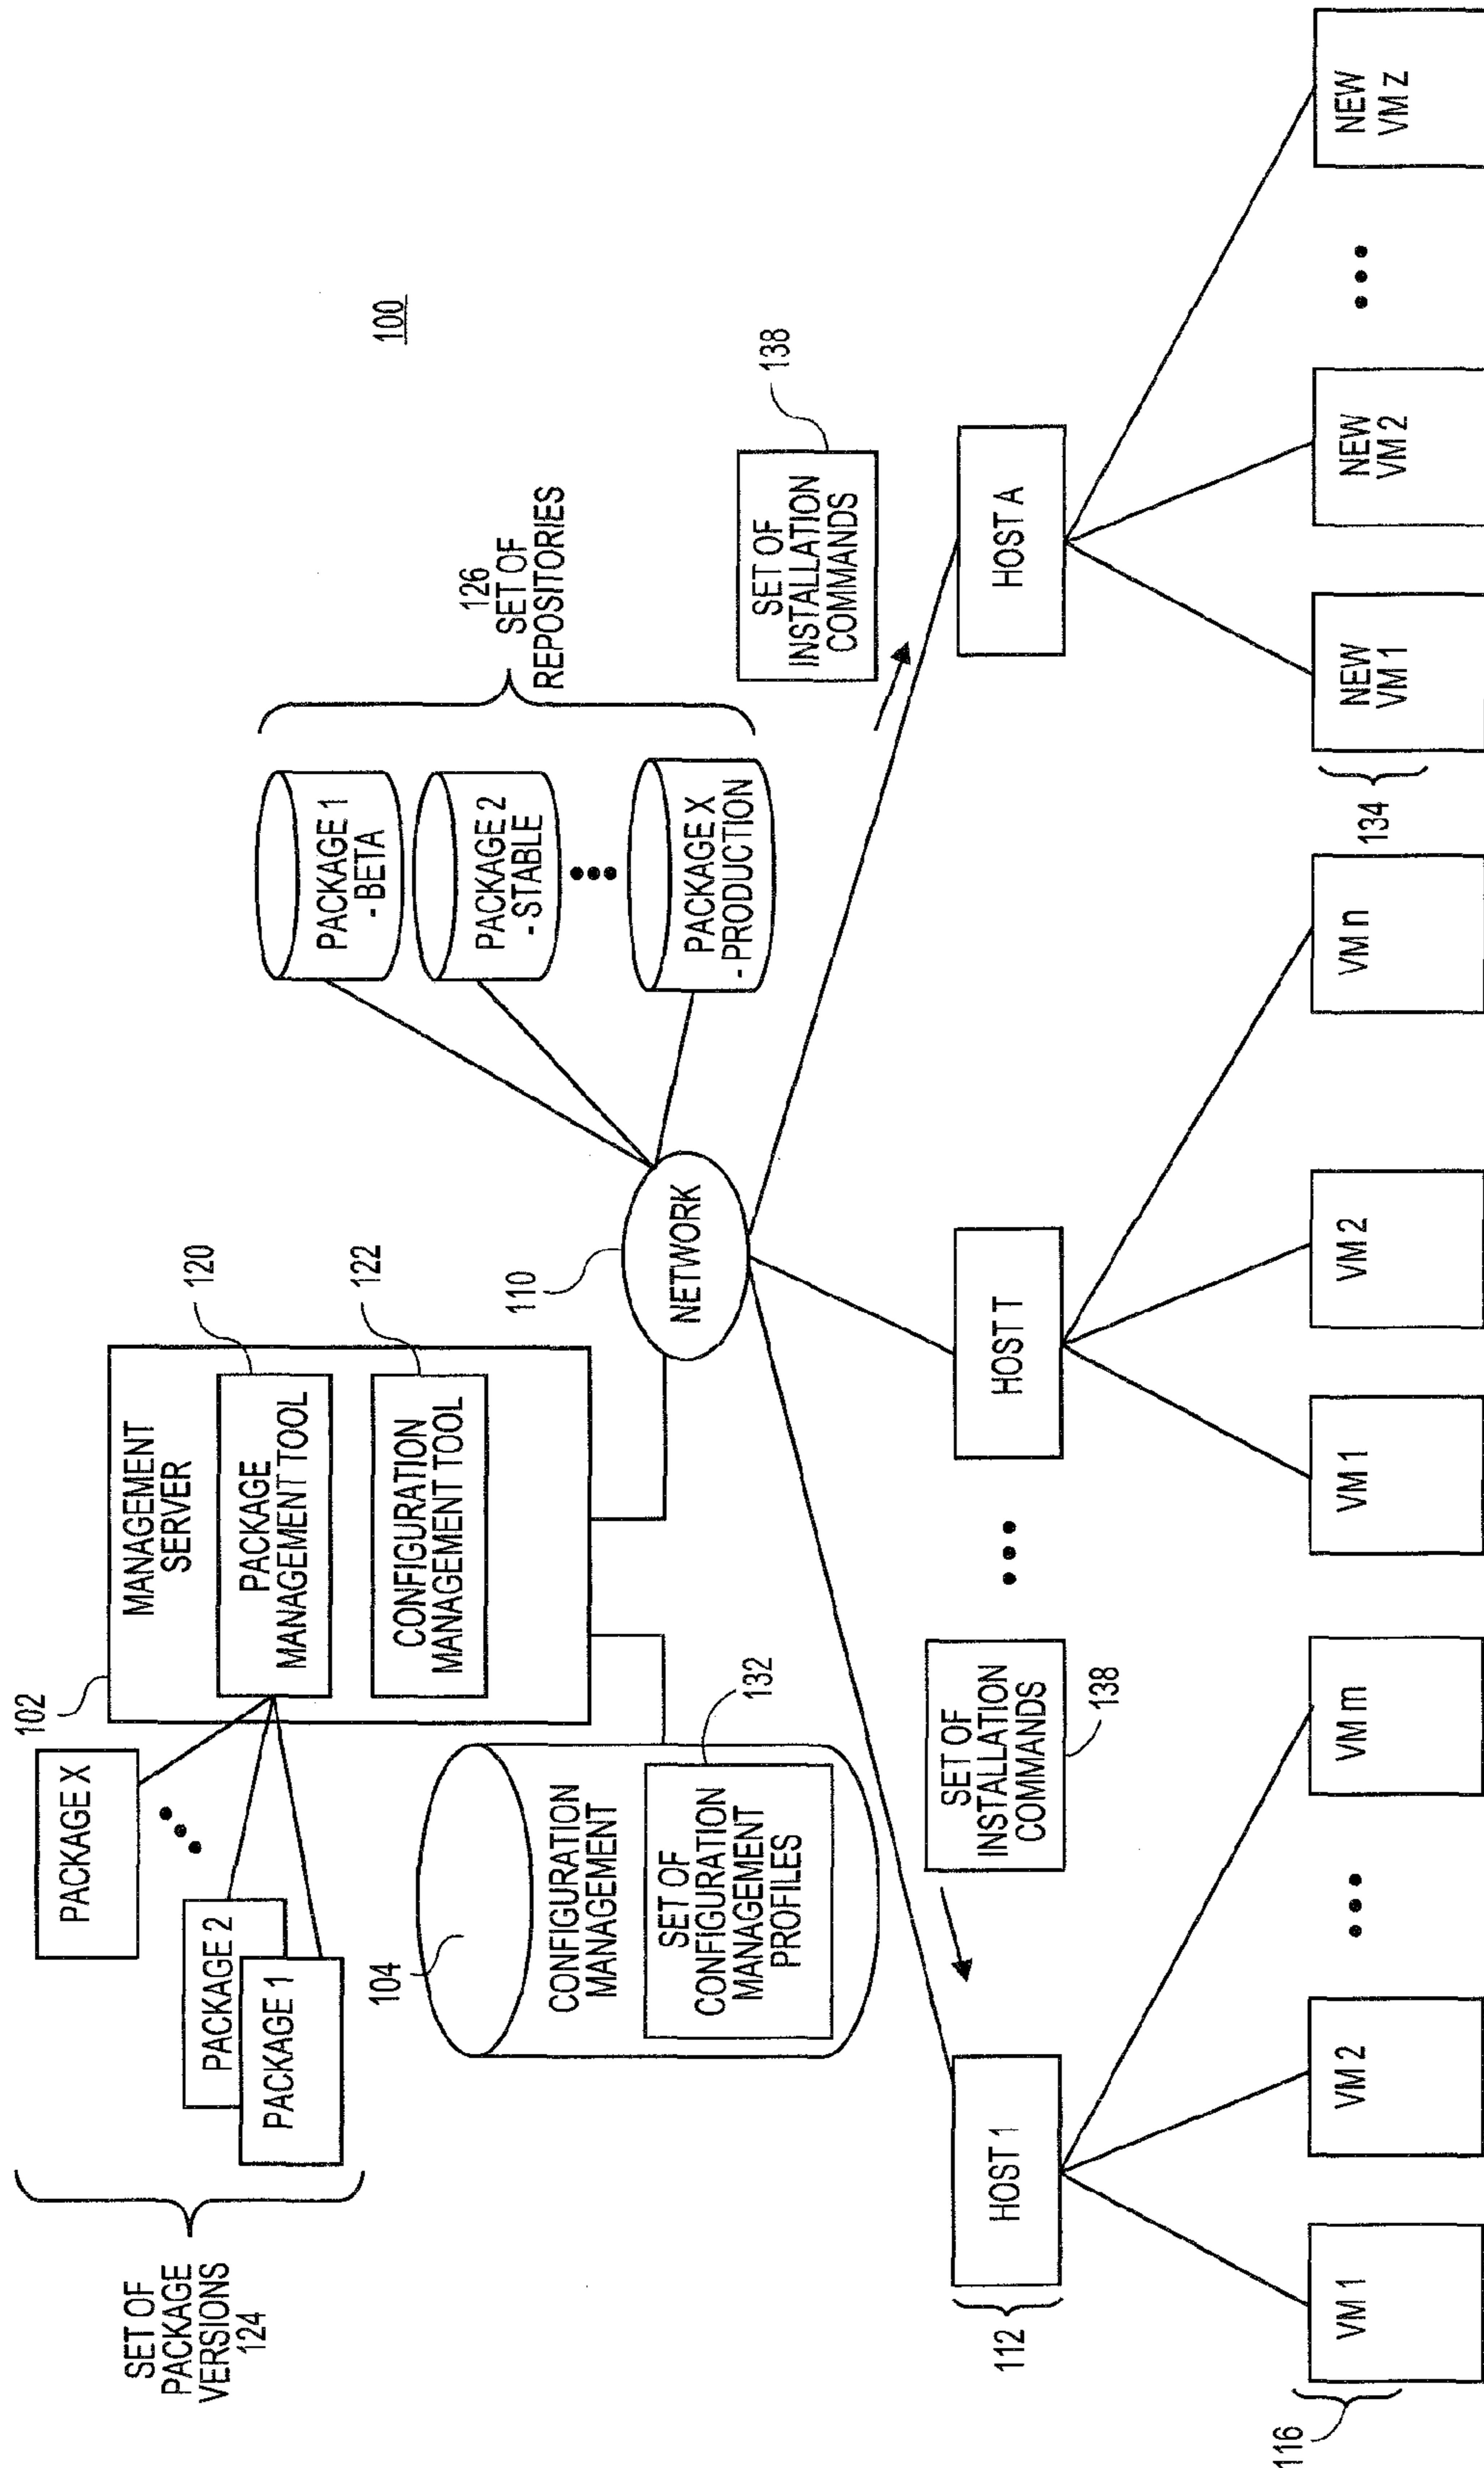 SET OF
PACKAGE
VERSIONS
124
PACKAGE X
PACKAGE 2
PACKAGE 1
102
MANAGEMENT
SERVER
PACKAGE
MANAGEMENT TOOL
120
CONFIGURATION
MANAGEMENT TOOL
122
104
CONFIGURATION
MANAGEMENT
SET OF
CONFIGURATION
MANAGEMENT
PROFILES
132
110
NETWORK
PACKAGE 1
- BETA
PACKAGE 2
- STABLE
PACKAGE X
- PRODUCTION
126
SET OF
REPOSITORIES
100
SET OF
INSTALLATION
COMMANDS
138
SET OF
INSTALLATION
COMMANDS
138
112
HOST 1
HOST T
HOST A
116
VM 1
VM 2
VM m
VM 1
VM 2
VM n
134
NEW
VM 1
NEW
VM 2
NEW
VM z